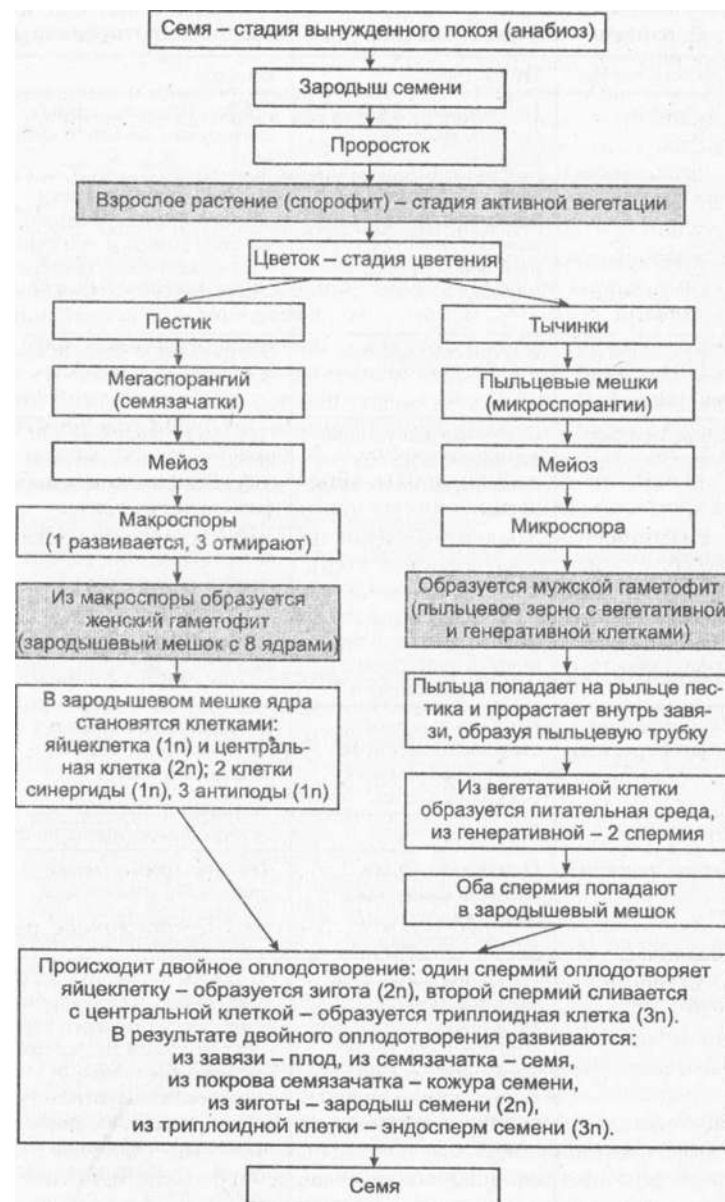 Семя – стадия вынужденного покоя (анабиоз)
Зародыш семени
Проросток
Взрослое растение (спорофит) – стадия активной вегетации
Цветок – стадия цветения
Пестик
Мегаспорангий
(семязачатки)
Мейоз
Макроспоры
(1 развивается, 3 отмирают)
Из макроспоры образуется
женский гаметофит
(зародышевый мешок с 8 ядрами)
В зародышевом мешке ядра
становятся клетками:
яйцеклетка (1n) и централь-
ная клетка (2n); 2 клетки
синергиды (1n), 3 антиподы (1n)
Тычинки
Пыльцевые мешки
(микроспорангии)
Мейоз
Микроспора
Образуется мужской гаметофит
(пыльцевое зерно с вегетативной
и генеративной клетками)
Пыльца попадает на рыльце пес-
тика и прорастает внутрь завя-
зи, образуя пыльцевую трубку
Из вегетативной клетки
образуется питательная среда,
из генеративной – 2 спермия
Оба спермия попадают
в зародышевый мешок
Происходит двойное оплодотворение: один спермий оплодотворяет
яйцеклетку – образуется зигота (2n), второй спермий сливается
с центральной клеткой – образуется триплоидная клетка (3n).
В результате двойного оплодотворения развиваются:
из завязи – плод, из семязачатка – семя,
из покрова семязачатка – кожура семени,
из зиготы – зародыш семени (2n),
из триплоидной клетки – эндосперм семени (3n).
Семя